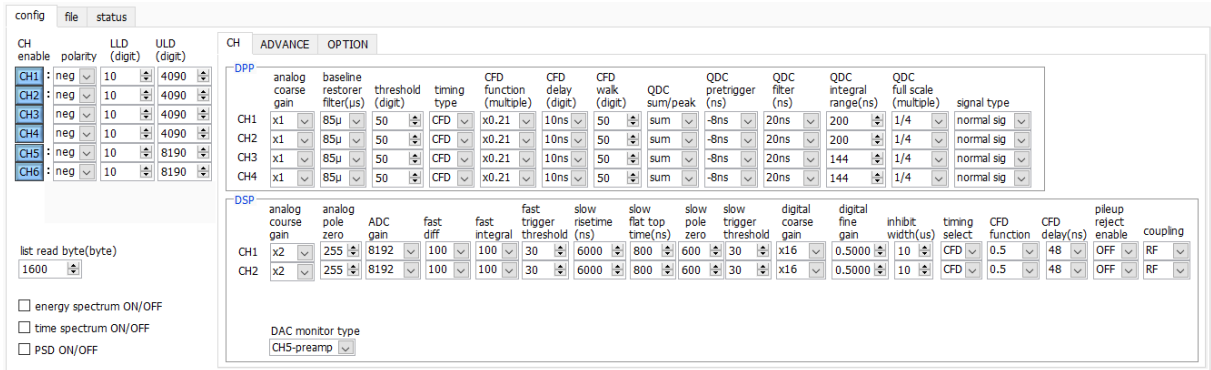 config file status
CH enable polarity LLD (digit) ULD (digit)
CH1 : neg 10 4090
CH2 : neg 10 4090
CH3 : neg 10 4090
CH4 : neg 10 4090
CH5 : neg 10 8190
CH6 : neg 10 8190
list read byte(byte)
1600
energy spectrum ON/OFF
time spectrum ON/OFF
PSD ON/OFF
CH ADVANCE OPTION
DPP
analog coarse gain baseline restorer filter(μs) threshold (digit) timing type CFD function (multiple) CFD delay (digit) CFD walk (digit) QDC sum/peak QDC pretrigger (ns) QDC filter (ns) QDC integral range(ns) QDC full scale (multiple) signal type
CH1 x1 85μ 50 CFD x0.21 10ns 50 sum -8ns 20ns 200 1/4 normal sig
CH2 x1 85μ 50 CFD x0.21 10ns 50 sum -8ns 20ns 200 1/4 normal sig
CH3 x1 85μ 50 CFD x0.21 10ns 50 sum -8ns 20ns 144 1/4 normal sig
CH4 x1 85μ 50 CFD x0.21 10ns 50 sum -8ns 20ns 144 1/4 normal sig
DSP
analog course gain analog pole zero ADC gain fast diff fast integral fast trigger threshold slow risetime (ns) slow flat top time(ns) slow pole zero slow trigger threshold digital coarse gain digital fine gain inhibit width(us) timing select CFD function CFD delay(ns) pileup reject enable coupling
CH1 x2 255 8192 100 100 30 6000 800 600 30 x16 0.5000 10 CFD 0.5 48 OFF RF
CH2 x2 255 8192 100 100 30 6000 800 600 30 x16 0.5000 10 CFD 0.5 48 OFF RF
DAC monitor type
CH5-preamp